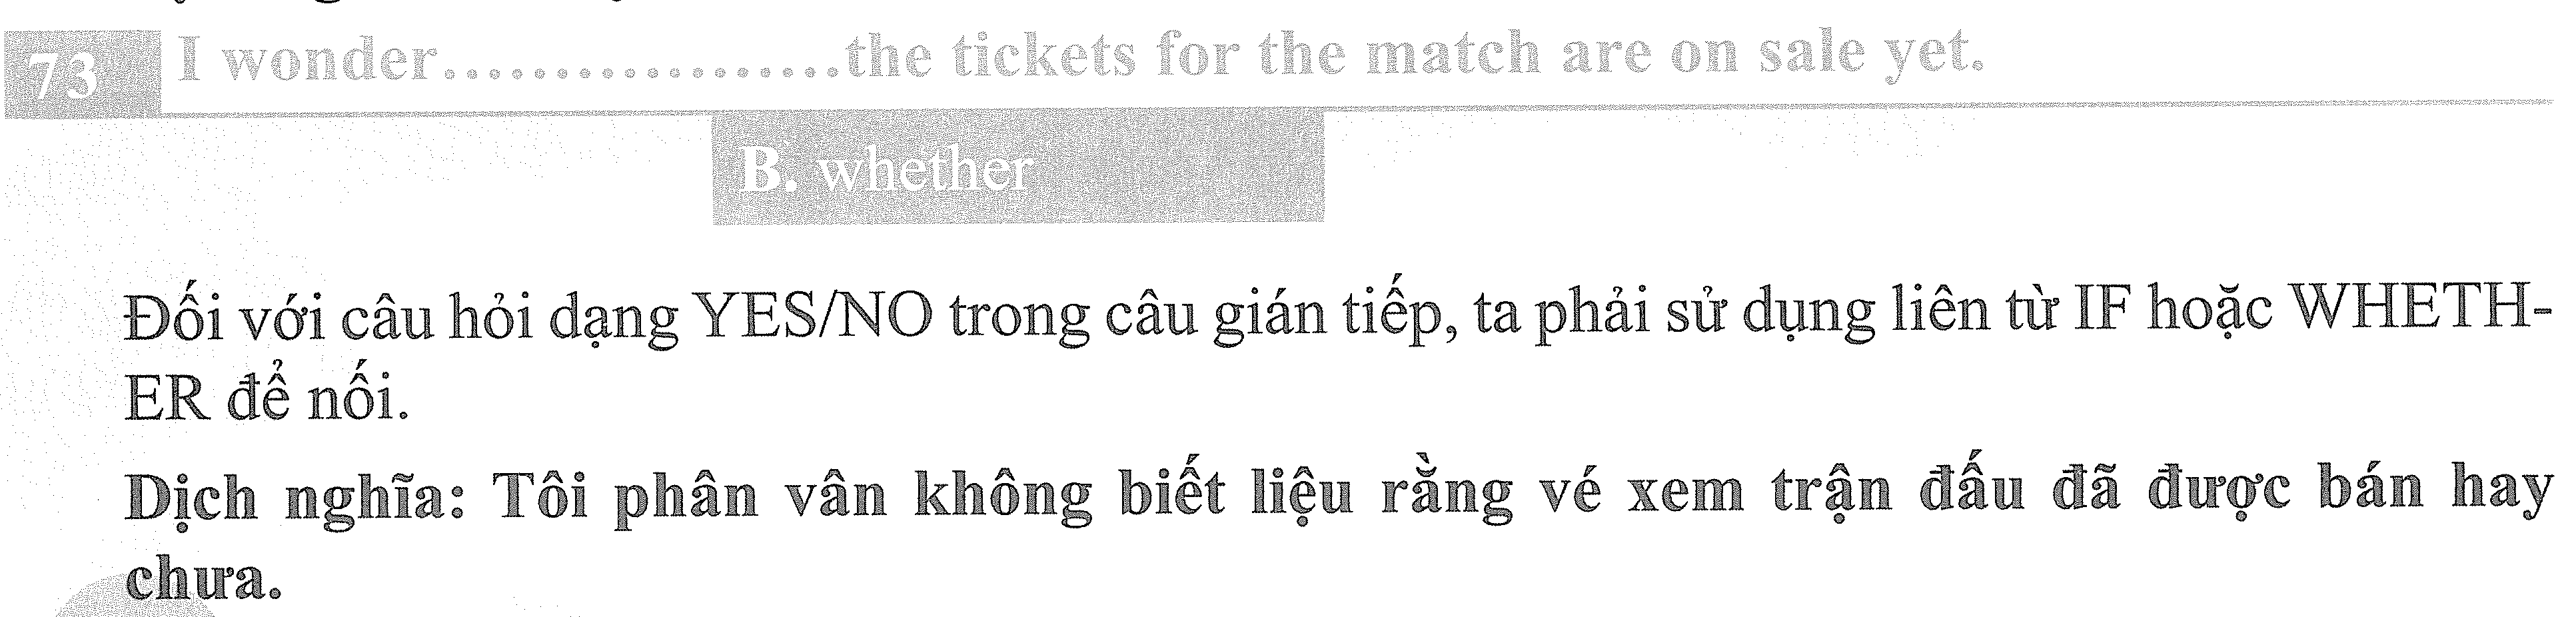 73 I wonder.................the tickets for the match are on sale yet.
B. whether
Đối với câu hỏi dạng YES/NO trong câu gián tiếp, ta phải sử dụng liên từ IF hoặc WHETH-
ER để nối.
Dịch nghĩa: Tôi phân vân không biết liệu rằng vé xem trận đấu đã được bán hay
chưa.